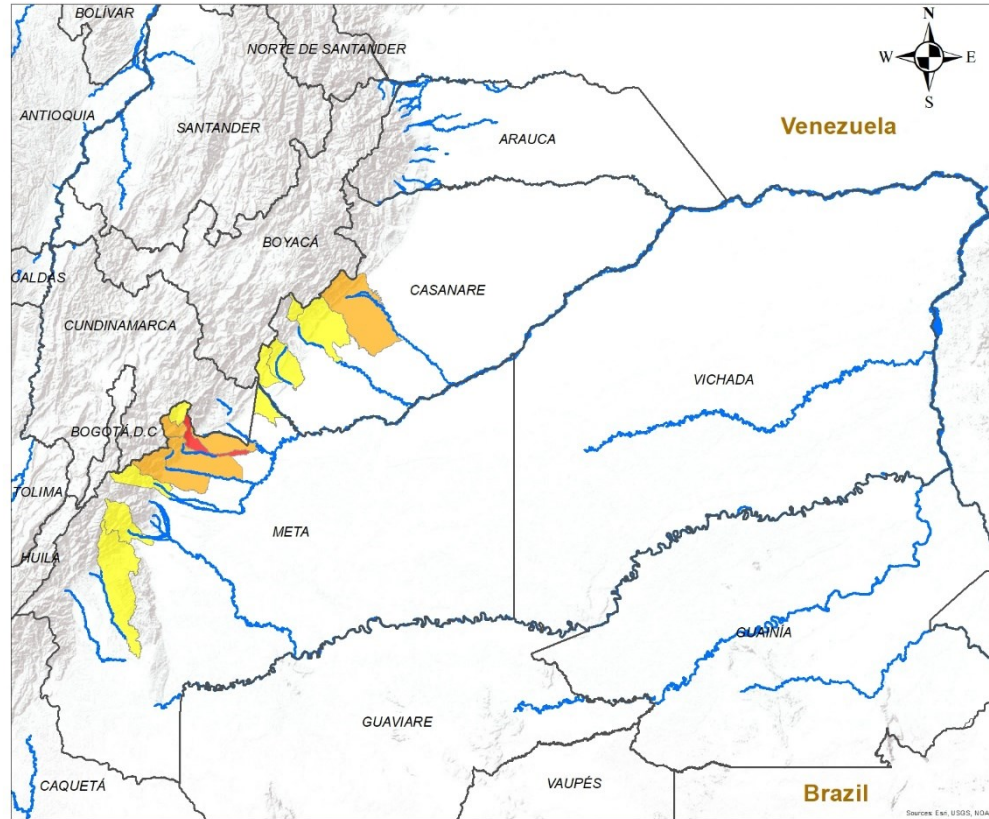 BOLÍVAR
N
NORTE DE SANTANDER
W
E
S
ANTIOQUIA
SANTANDER
Venezuela
ARAUCA
BOYACÁ
CALDAS
CASANARE
CUNDINAMARCA
VICHADA
BOGOTÁ D.C
TOLIMA
META
HUILA
GUAINÍA
GUAVIARE
CAQUETÁ
VAUPÉS
Brazil
Sources: Esri, USGS, NOA